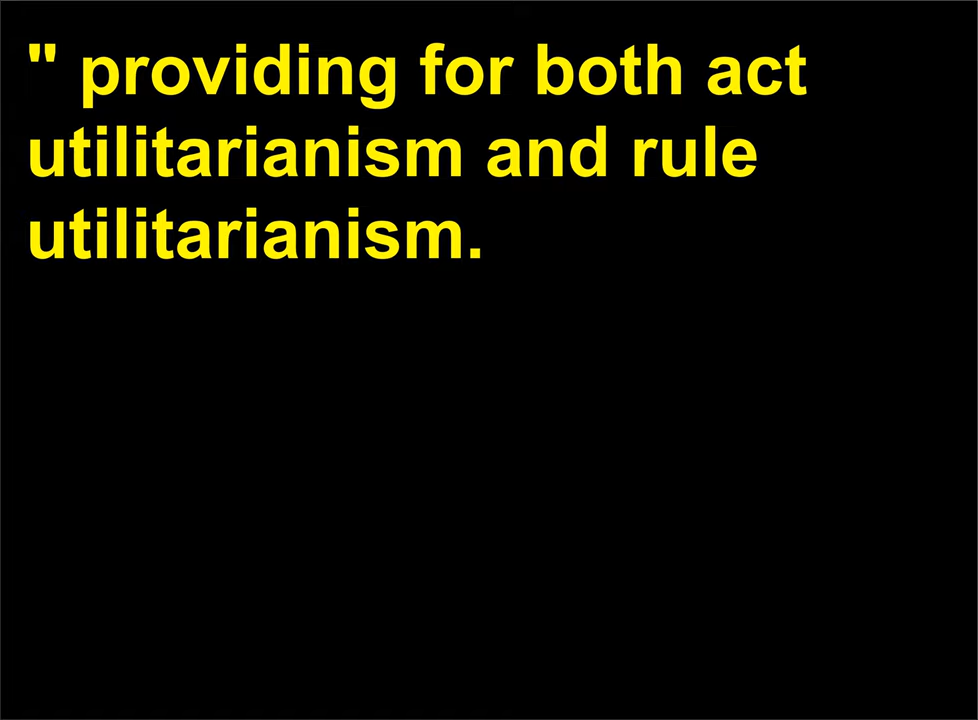 " providing for both act
utilitarianism and rule
utilitarianism.